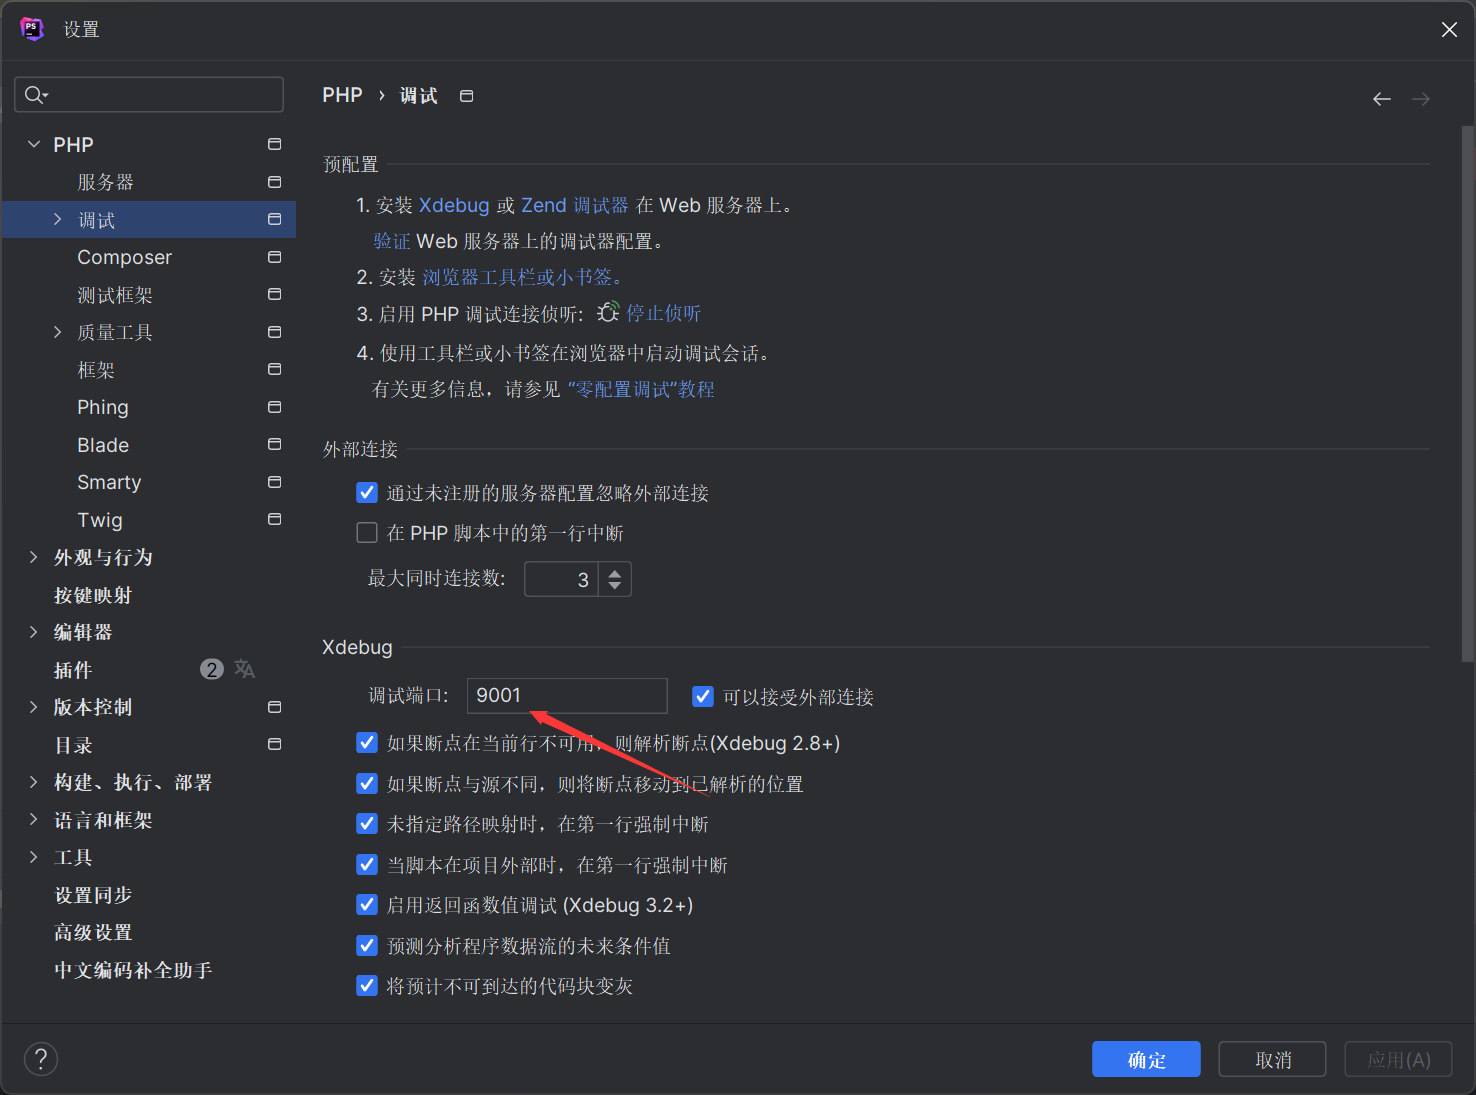 PS
设置
PHP › 调试
PHP
服务器
调试
Composer
测试框架
质量工具
框架
Phing
Blade
Smarty
Twig
外观与行为
按键映射
编辑器
插件 2
版本控制
目录
构建、执行、部署
语言和框架
工具
设置同步
高级设置
中文编码补全助手
预配置
1. 安装 Xdebug 或 Zend 调试器 在 Web 服务器上。
验证 Web 服务器上的调试器配置。
2. 安装 浏览器工具栏或小书签。
3. 启用 PHP 调试连接侦听: 停止侦听
4. 使用工具栏或小书签在浏览器中启动调试会话。
有关更多信息，请参见 “零配置调试”教程
外部连接
通过未注册的服务器配置忽略外部连接
在 PHP 脚本中的第一行中断
最大同时连接数: 3
Xdebug
调试端口: 9001 可以接受外部连接
如果断点在当前行不可用，则解析断点(Xdebug 2.8+)
如果断点与源不同，则将断点移动到已解析的位置
未指定路径映射时，在第一行强制中断
当脚本在项目外部时，在第一行强制中断
启用返回函数值调试 (Xdebug 3.2+)
预测分析程序数据流的未来条件值
将预计不可到达的代码块变灰
? 确定 取消 应用(A)